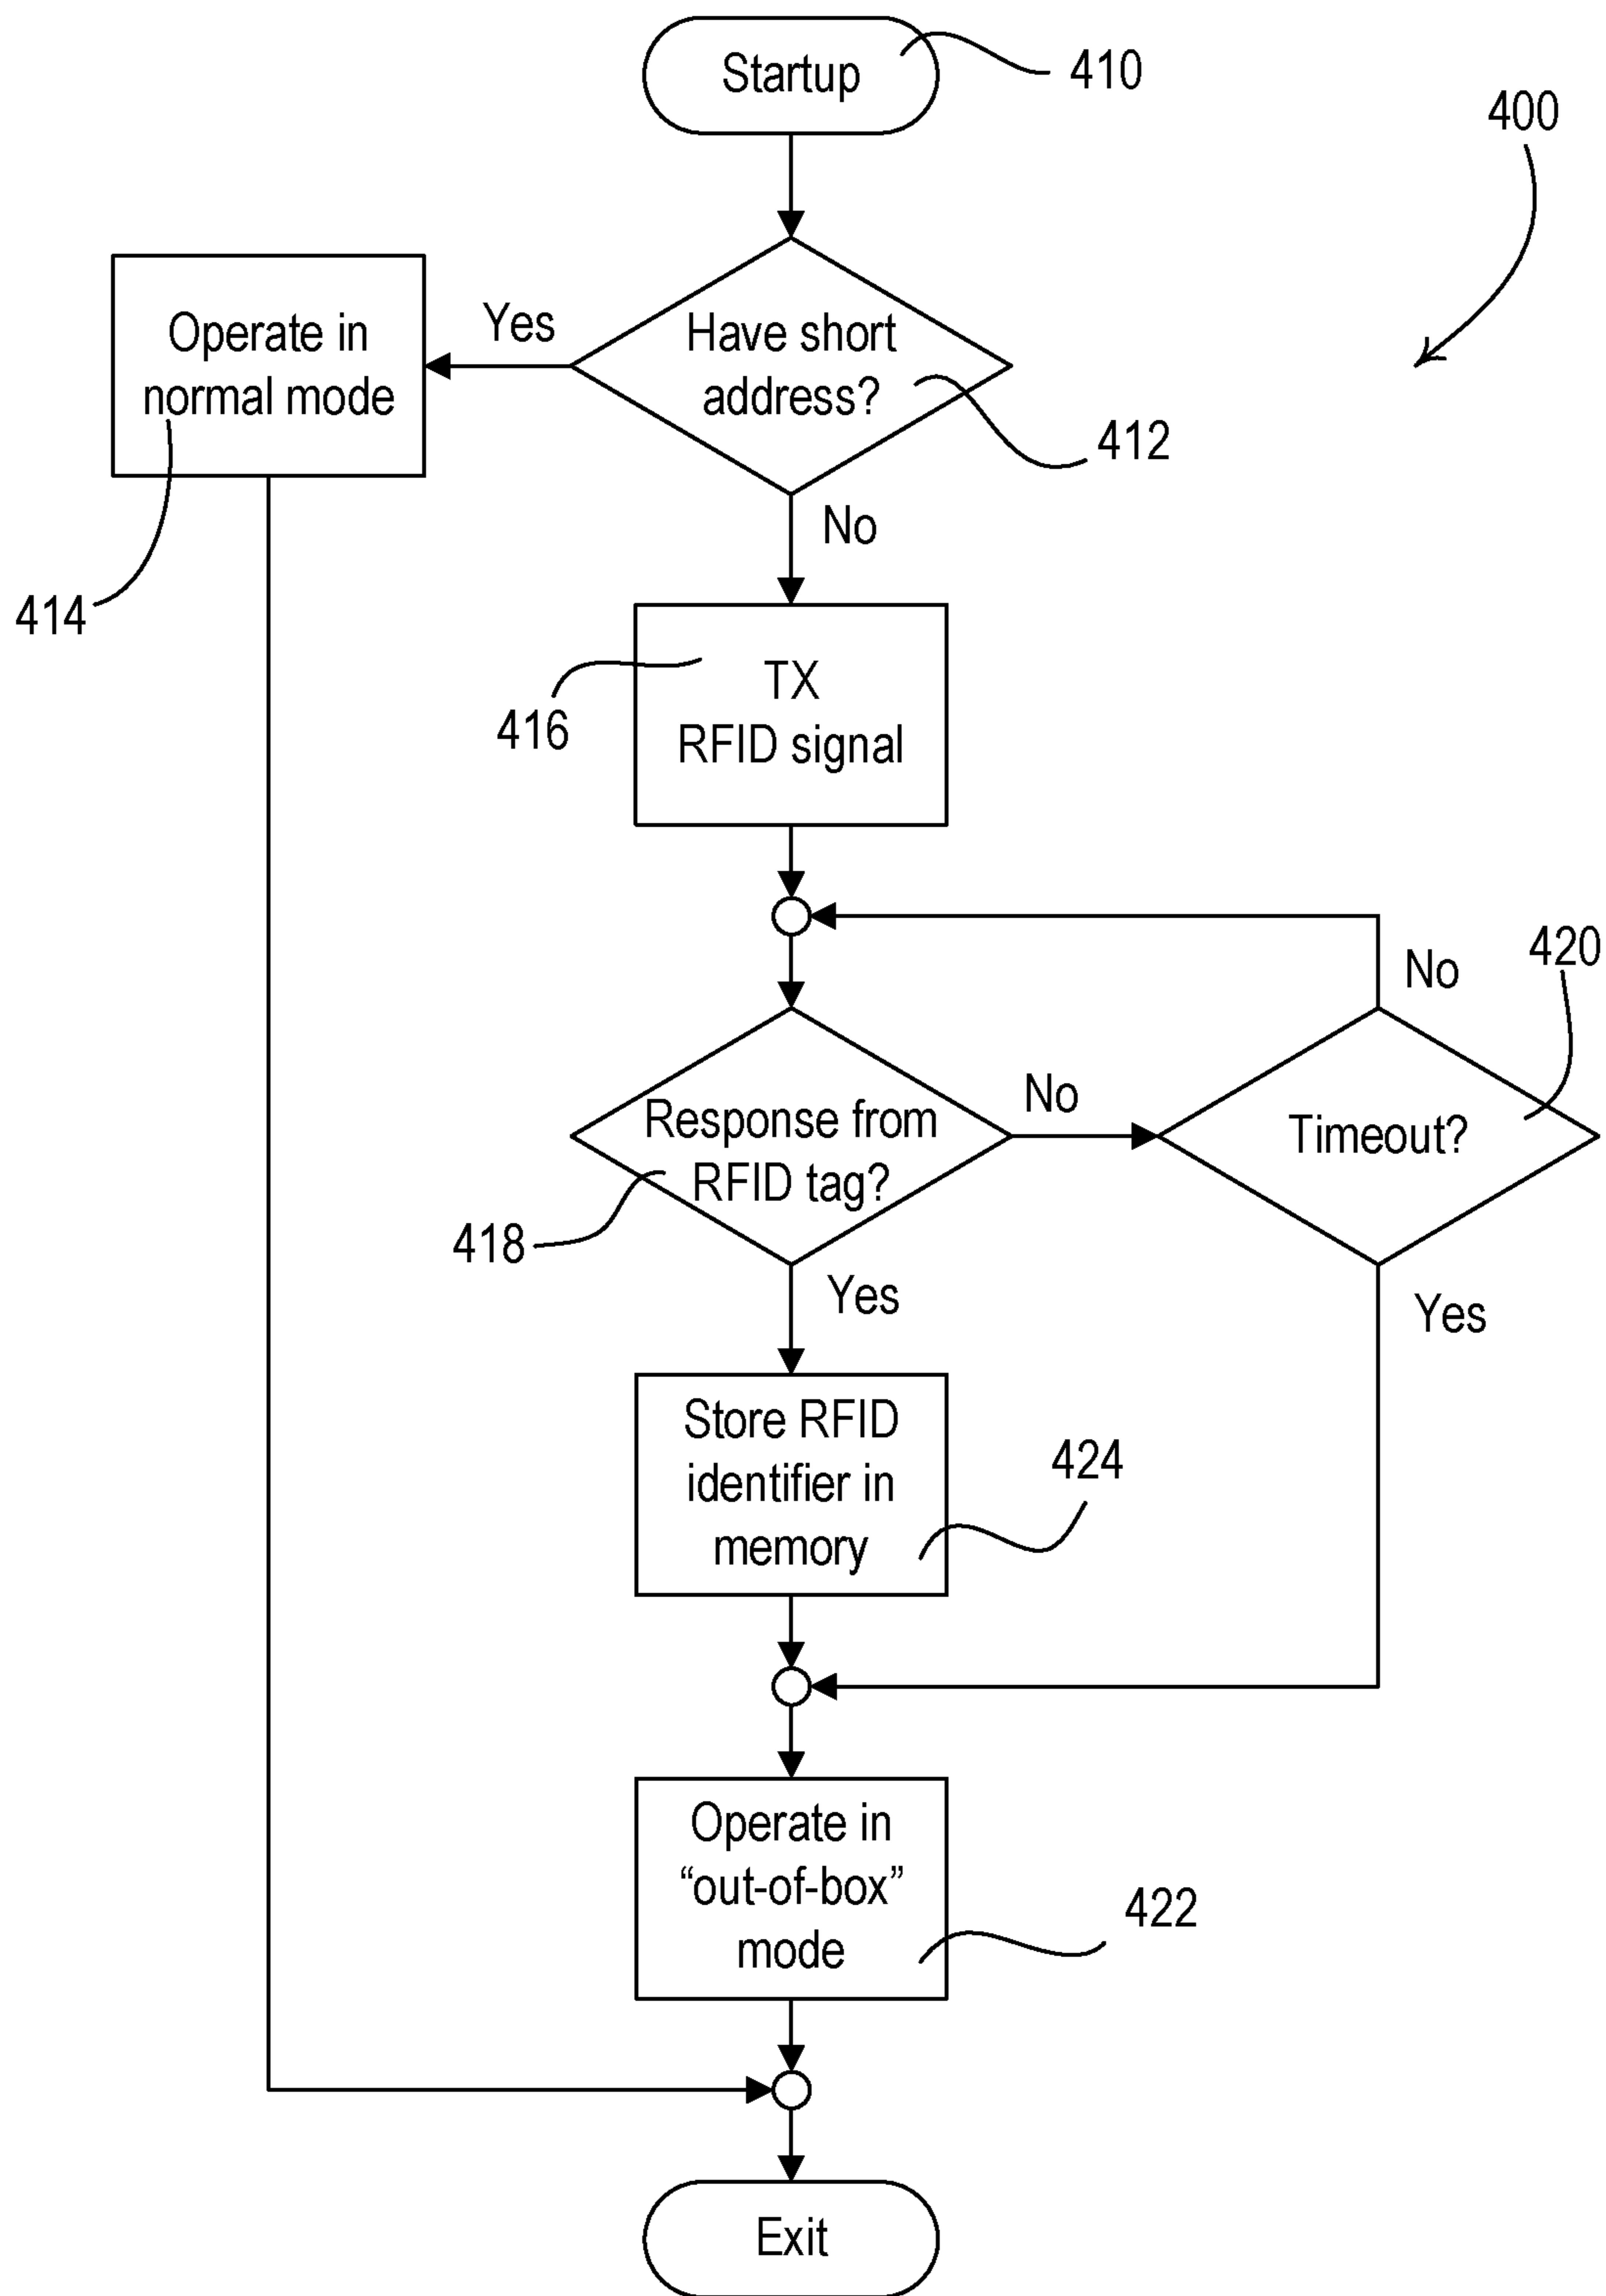 Startup
410
400
Operate in
normal mode
Yes
Have short
address?
412
No
414
TX
RFID signal
416
No
420
Response from
RFID tag?
No
Timeout?
418
Yes
Yes
Store RFID
identifier in
memory
424
Operate in
“out-of-box”
mode
422
Exit